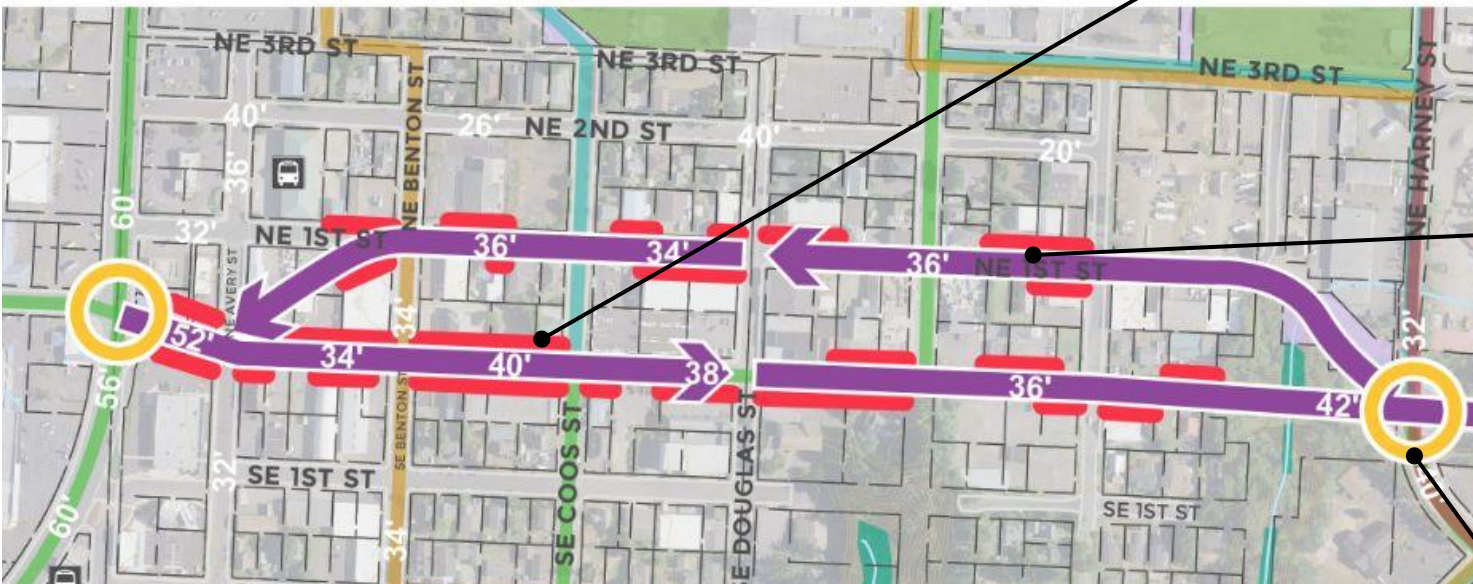 NE 3RD ST
NE 3RD ST
NE 3RD ST
NE HARNEY ST
NE BENTON ST
40'
26'
NE 2ND ST
40'
20'
36'
60'
32'
NE 1ST ST
36'
34'
36'
NE 1ST ST
NE AVERY ST
34'
32'
52'
34'
40'
38
36'
42'
56'
SE BENTON ST
SE COOS ST
SE DOUGLAS ST
32'
SE 1ST ST
SE 1ST ST
60'
34'